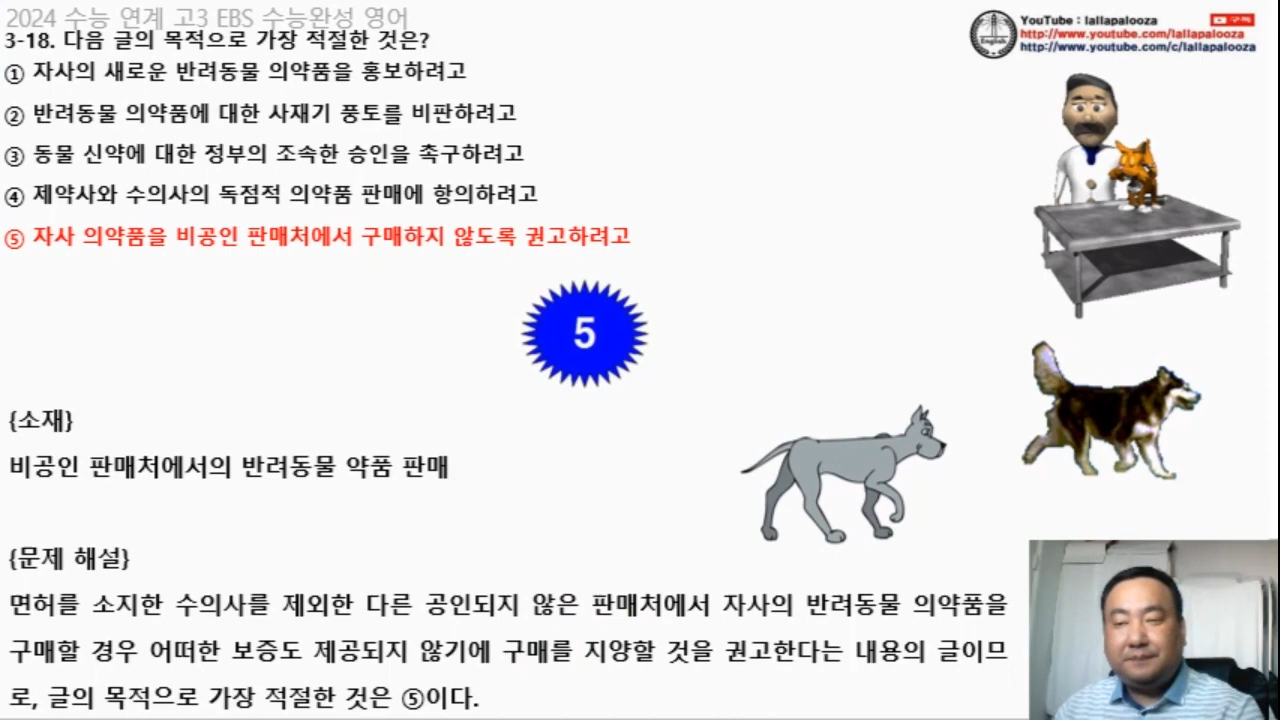 2024 수능 연계 고3 EBS 수능완성 영어
3-18. 다음 글의 목적으로 가장 적절한 것은?
① 자사의 새로운 반려동물 의약품을 홍보하려고
② 반려동물 의약품에 대한 사재기 풍토를 비판하려고
③ 동물 신약에 대한 정부의 조속한 승인을 촉구하려고
④ 제약사와 수의사의 독점적 의약품 판매에 항의하려고
⑤ 자사 의약품을 비공인 판매처에서 구매하지 않도록 권고하려고
YouTube : lallapalooza 구독
http://www.youtube.com/lallapalooza
http://www.youtube.com/c/lallapalooza
English
5
{소재}
비공인 판매처에서의 반려동물 약품 판매
{문제 해설}
면허를 소지한 수의사를 제외한 다른 공인되지 않은 판매처에서 자사의 반려동물 의약품을
구매할 경우 어떠한 보증도 제공되지 않기에 구매를 지양할 것을 권고한다는 내용의 글이므
로, 글의 목적으로 가장 적절한 것은 ⑤이다.